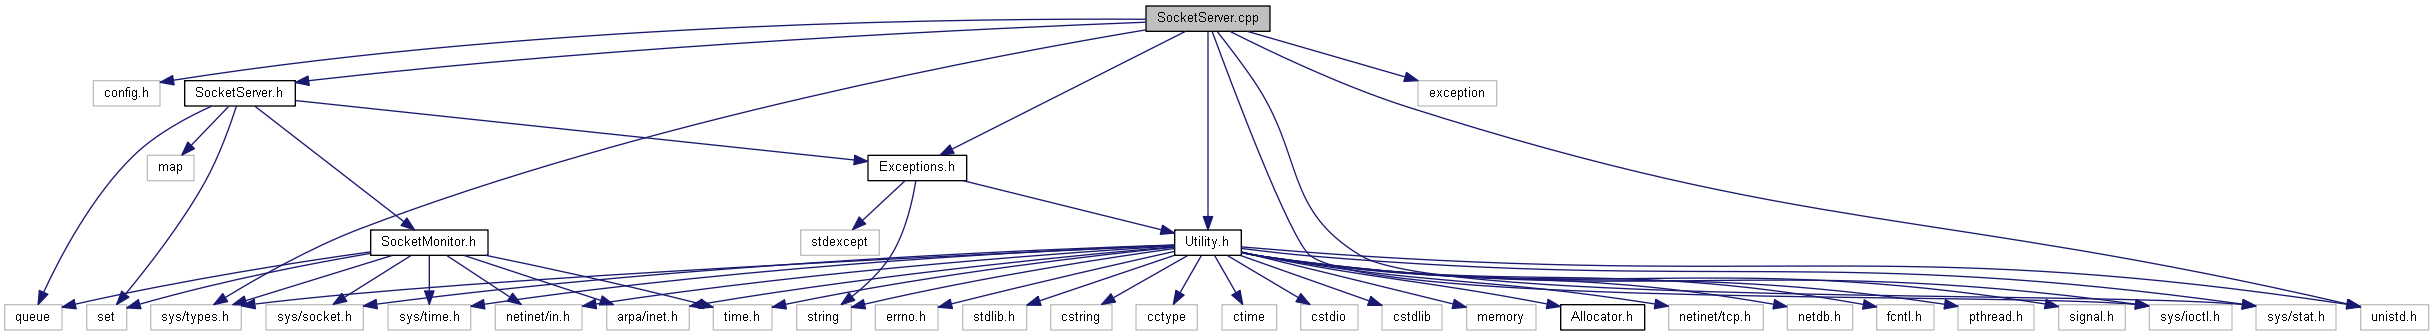 SocketServer.cpp
config.h
SocketServer.h
exception
map
Exceptions.h
stdexcept
SocketMonitor.h
Utility.h
queue
set
sys/types.h
sys/socket.h
sys/time.h
netinet/in.h
arpa/inet.h
time.h
string
errno.h
stdlib.h
cstring
cctype
ctime
cstdio
cstdlib
memory
Allocator.h
netinet/tcp.h
netdb.h
fcntl.h
pthread.h
signal.h
sys/ioctl.h
sys/stat.h
unistd.h